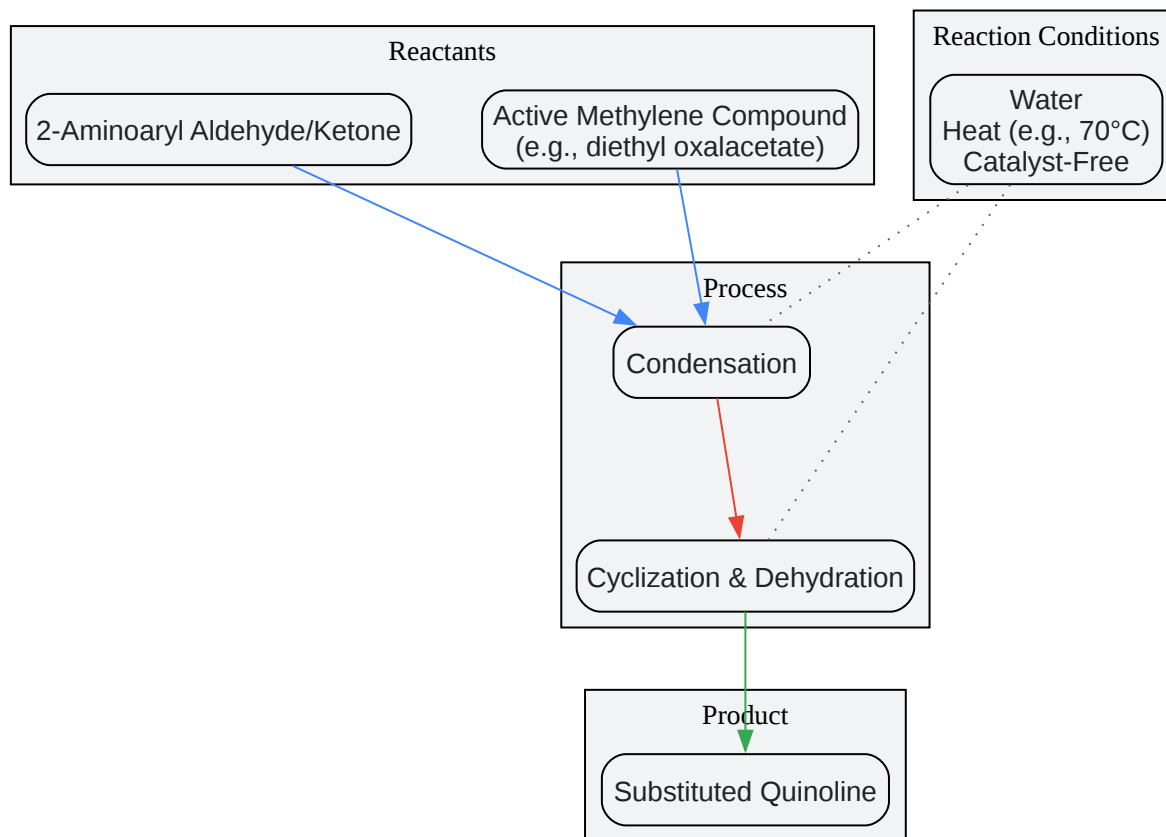 Reactants
2-Aminoaryl Aldehyde/Ketone
Active Methylene Compound
(e.g., diethyl oxalacetate)
Reaction Conditions
Water
Heat (e.g., 70°C)
Catalyst-Free
Process
Condensation
Cyclization & Dehydration
Product
Substituted Quinoline